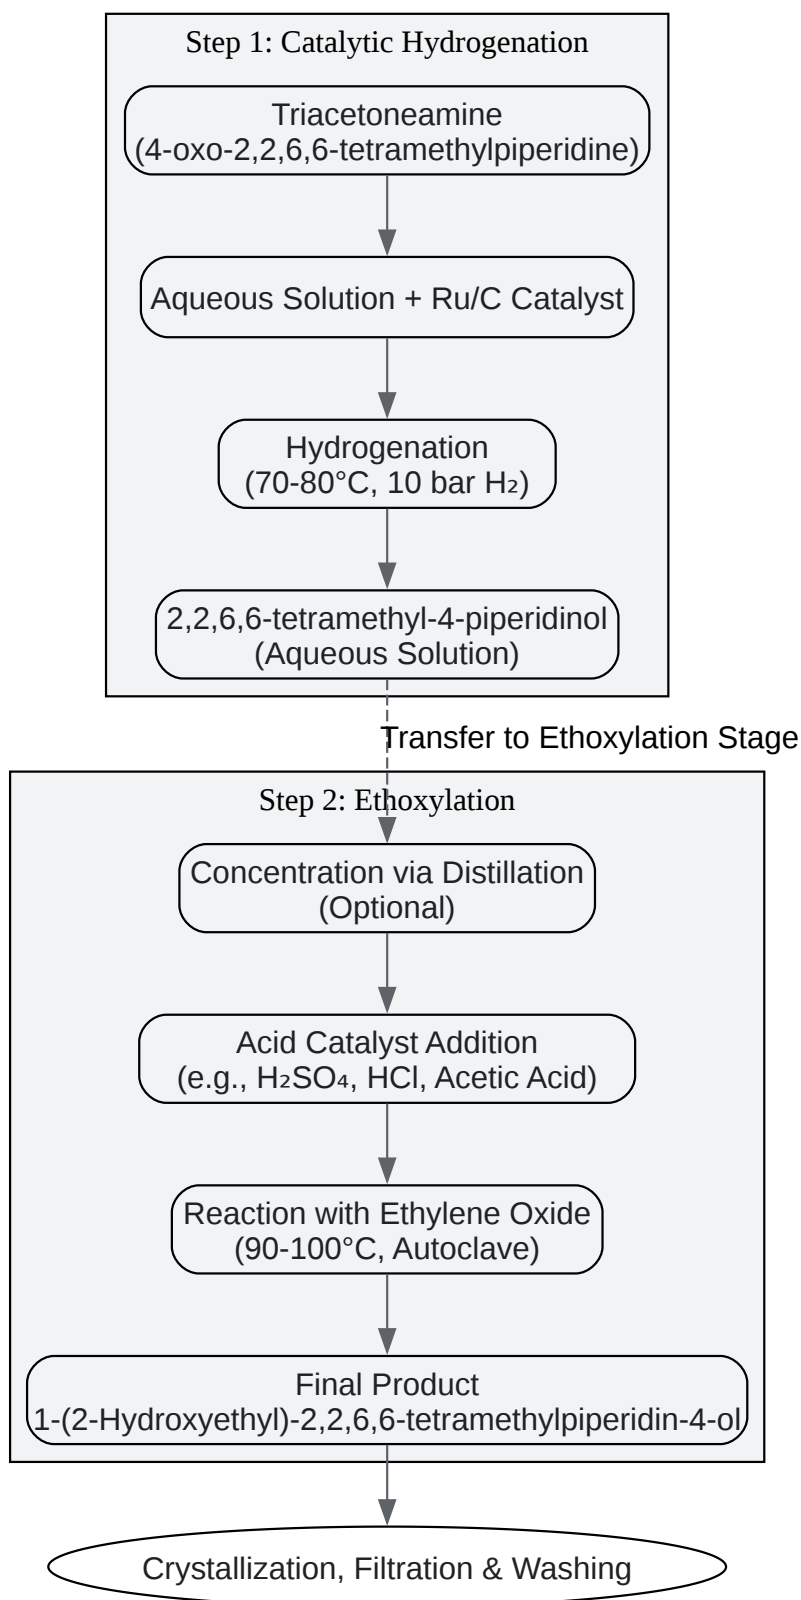 Step 1: Catalytic Hydrogenation
Triacetoneamine
(4-oxo-2,2,6,6-tetramethylpiperidine)
Aqueous Solution + Ru/C Catalyst
Hydrogenation
(70-80°C, 10 bar H₂)
2,2,6,6-tetramethyl-4-piperidinol
(Aqueous Solution)
Transfer to Ethoxylation Stage
Step 2: Ethoxylation
Concentration via Distillation
(Optional)
Acid Catalyst Addition
(e.g., H₂SO₄, HCl, Acetic Acid)
Reaction with Ethylene Oxide
(90-100°C, Autoclave)
Final Product
1-(2-Hydroxyethyl)-2,2,6,6-tetramethylpiperidin-4-ol
Crystallization, Filtration & Washing